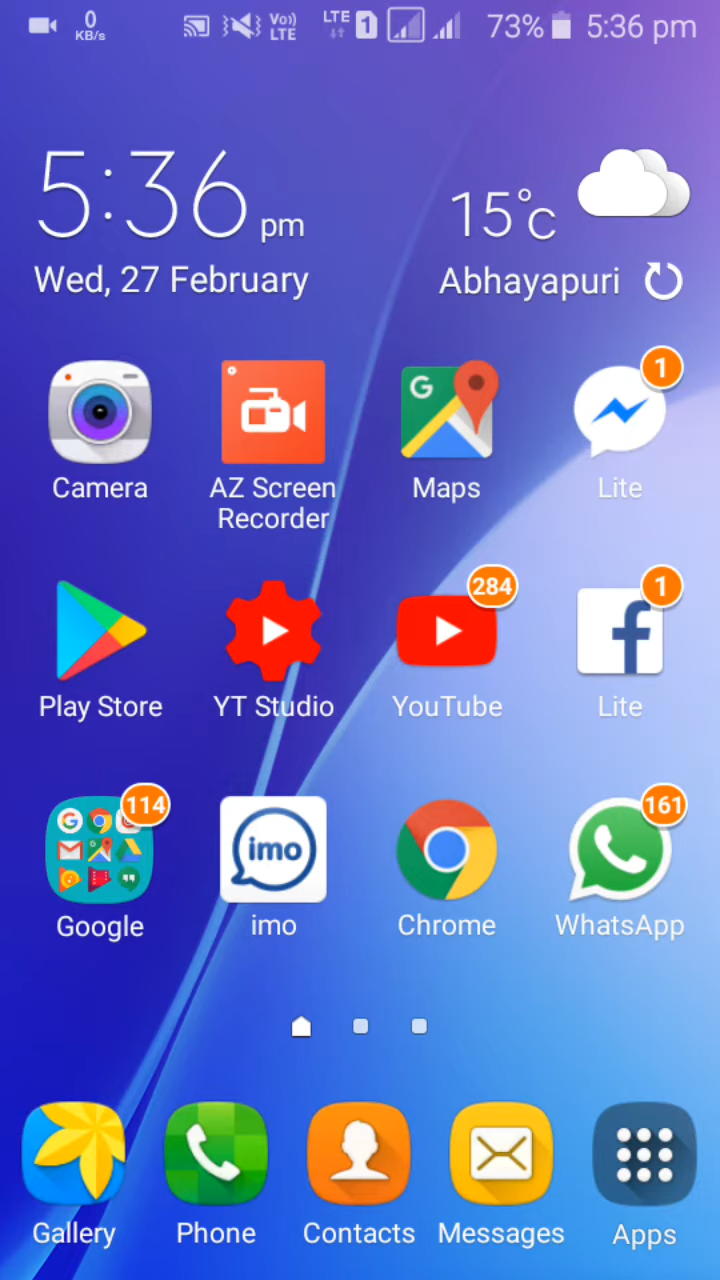 0
KB/s
Vo))
LTE
LTE
1
73%
5:36 pm
5:36 pm
15°c
Wed, 27 February
Abhayapuri
1
G
Camera
AZ Screen
Recorder
Maps
Lite
284
1
f
Play Store
YT Studio
YouTube
Lite
114
161
G
imo
Google
imo
Chrome
WhatsApp
Gallery
Phone
Contacts
Messages
Apps